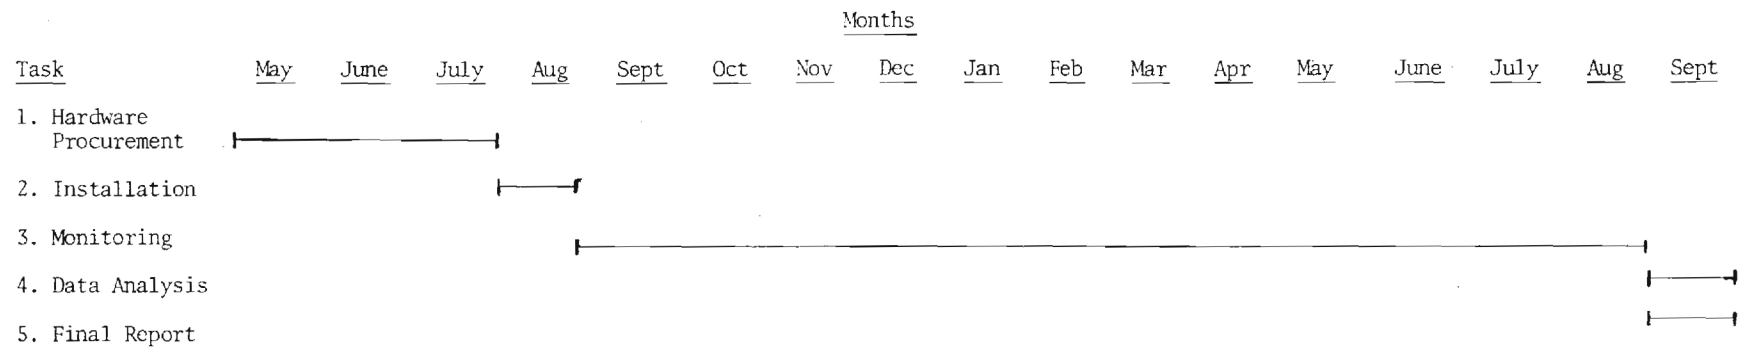 Months
Task May June July Aug Sept Oct Nov Dec Jan Feb Mar Apr May June July Aug Sept
1. Hardware
Procurement
2. Installation
3. Monitoring
4. Data Analysis
5. Final Report